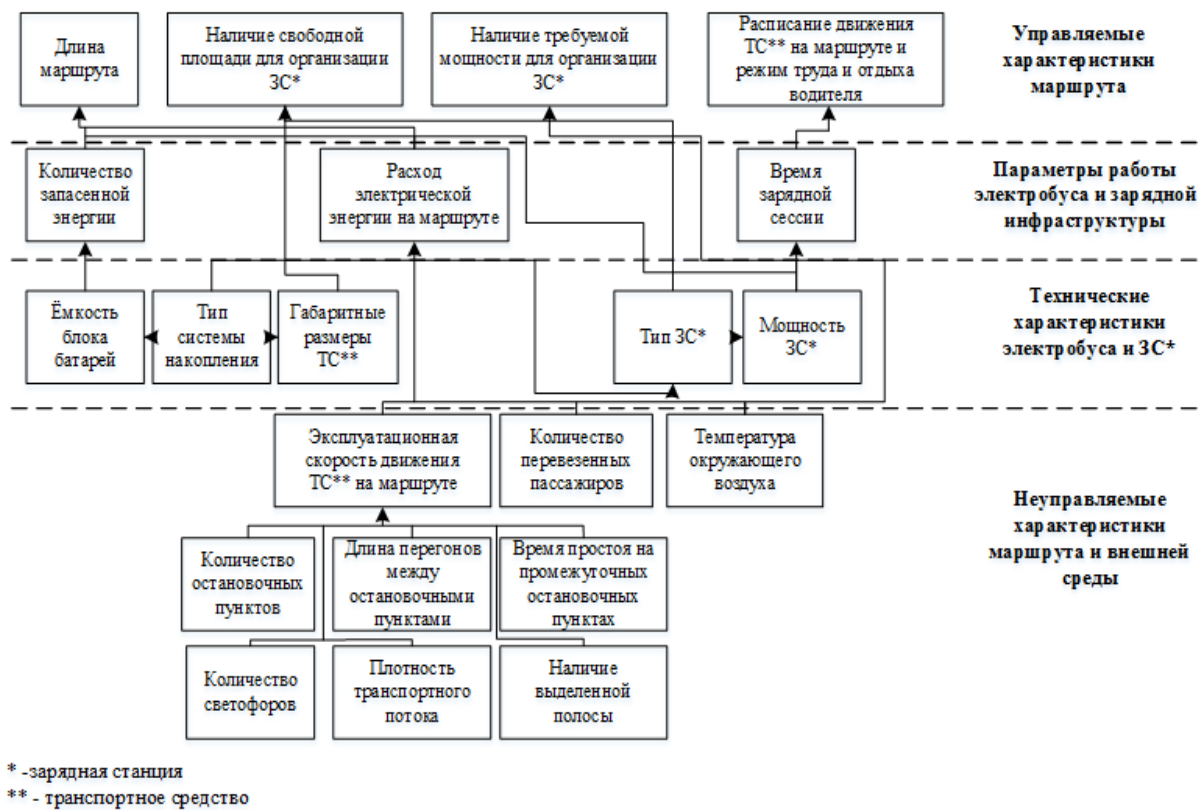 Длина
маршрута
Наличие свободной
площади для организации
ЗС*
Наличие требуемой
мощности для организации
ЗС*
Расписание движения
ТС** на маршруте и
режим труда и отдыха
водителя
Управляемые
характеристики
маршрута
Количество
запасенной
энергии
Расход
электрической
энергии на маршруте
Время
зарядной
сессии
Параметры работы
электробуса и зарядной
инфраструктуры
Ёмкость
блока
батарей
Тип
системы
накопления
Габаритные
размеры
ТС**
Тип ЗС*
Мощность
ЗС*
Технические
характеристики
электробуса и ЗС*
Эксплуатационная
скорость движения
ТС** на маршруте
Количество
перевезенных
пассажиров
Температура
окружающего
воздуха
Неуправляемые
характеристики
маршрута и внешней
среды
Количество
остановочных
пунктов
Длина перегонов
между
остановочными
пунктами
Время простоя на
промежуточных
остановочных
пунктах
Количество
светофоров
Плотность
транспортного
потока
Наличие
выделенной
полосы
* -зарядная станция
** - транспортное средство